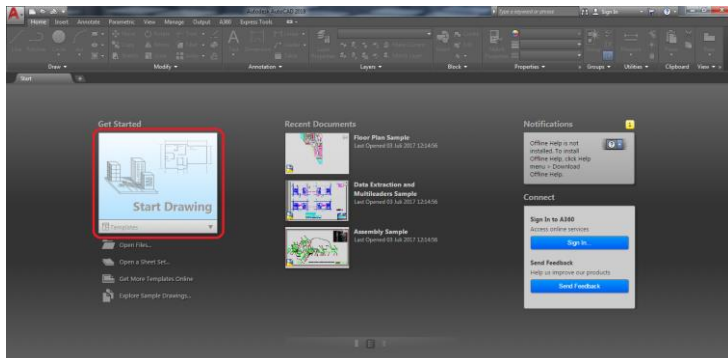 Autodesk AutoCAD 2018
Type a keyword or phrase
Sign In
Home Insert Annotate Parametric View Manage Output A360 Express Tools
Draw
Modify
Annotation
Layers
Block
Properties
Groups
Utilities
Clipboard
View
Start
Get Started
Start Drawing
Templates
Open Files...
Open a Sheet Set...
Get More Templates Online
Explore Sample Drawings...
Recent Documents
Floor Plan Sample
Last Opened 03 Juli 2017 12:14:56
Data Extraction and
Multileaders Sample
Last Opened 03 Juli 2017 12:14:56
Assembly Sample
Last Opened 03 Juli 2017 12:14:56
Notifications
Offline Help is not
installed. To install
Offline Help, click Help
menu > Download
Offline Help.
Connect
Sign In to A360
Access online services
Sign In...
Send Feedback
Help us improve our products
Send Feedback